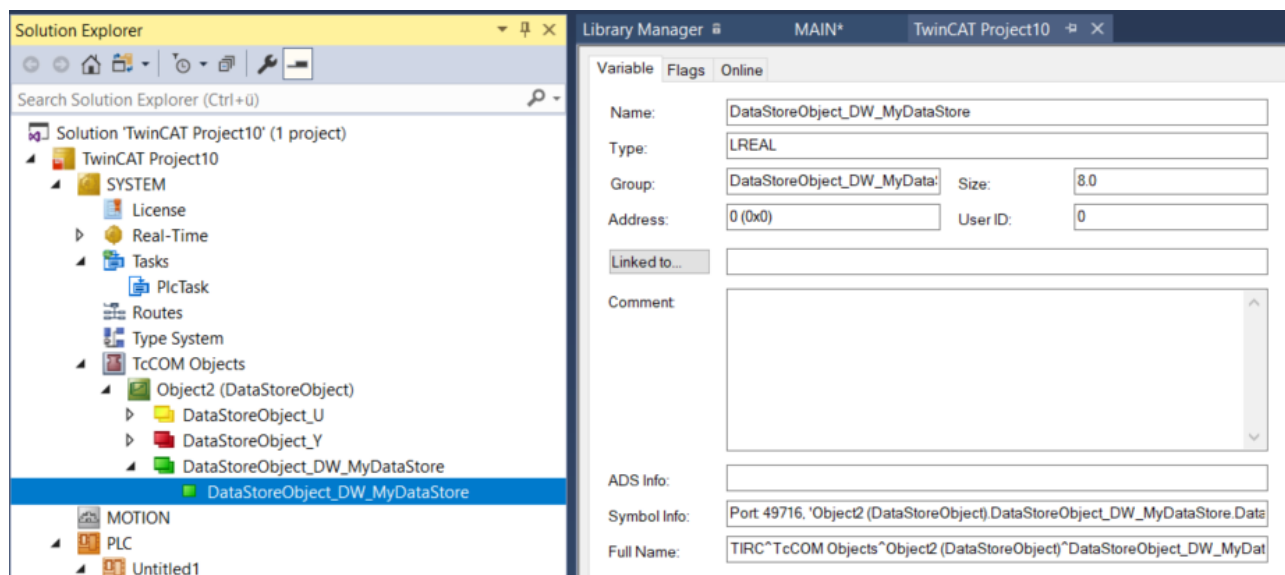 Solution Explorer
Search Solution Explorer (Ctrl+ü)
Solution 'TwinCAT Project10' (1 project)
TwinCAT Project10
SYSTEM
License
Real-Time
Tasks
PlcTask
Routes
Type System
TcCOM Objects
Object2 (DataStoreObject)
DataStoreObject_U
DataStoreObject_Y
DataStoreObject_DW_MyDataStore
DataStoreObject_DW_MyDataStore
MOTION
PLC
Untitled1
Library Manager MAIN* TwinCAT Project10
Variable Flags Online
Name: DataStoreObject_DW_MyDataStore
Type: LREAL
Group: DataStoreObject_DW_MyData Size: 8.0
Address: 0 (0x0) User ID: 0
Linked to...
Comment:
ADS Info:
Symbol Info: Port: 49716, 'Object2 (DataStoreObject).DataStoreObject_DW_MyDataStore.Data
Full Name: TIRC^TcCOM Objects^Object2 (DataStoreObject)^DataStoreObject_DW_MyDat